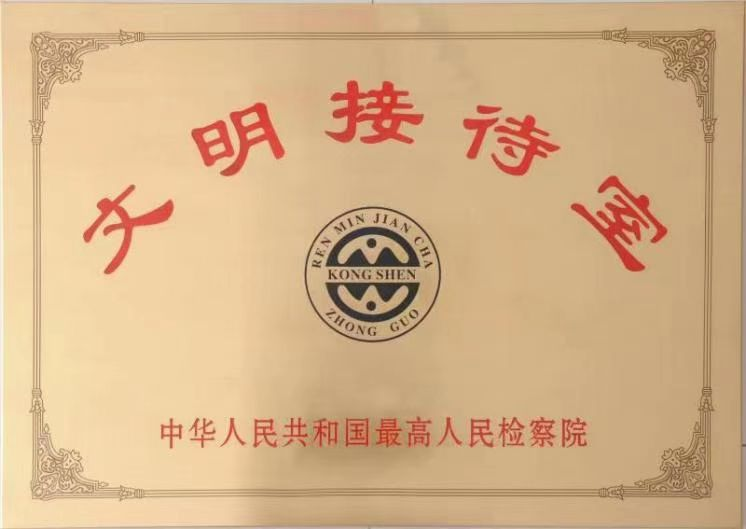 文明接待室
REN MIN JIAN CHA
KONG SHEN
ZHONG GUO
中华人民共和国最高人民检察院